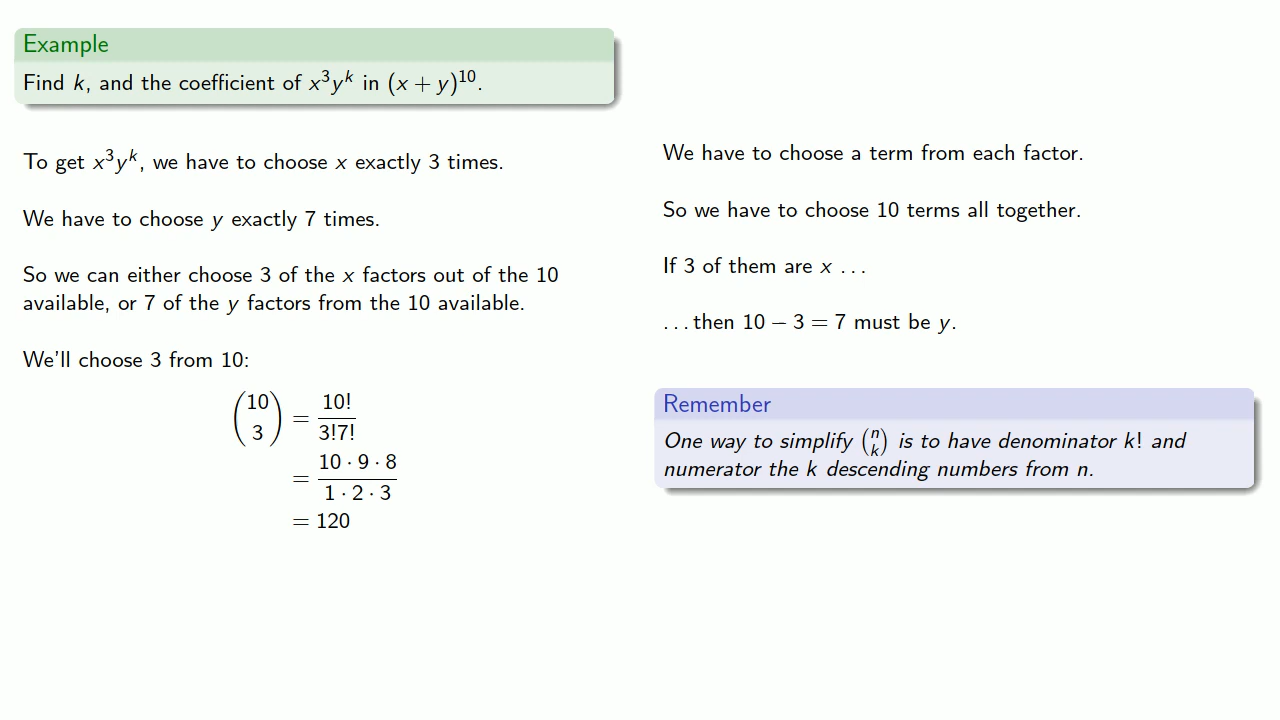 Example
Find k, and the coefficient of x³yᵏ in (x + y)¹⁰.
To get x³yᵏ, we have to choose x exactly 3 times.
We have to choose y exactly 7 times.
So we can either choose 3 of the x factors out of the 10
available, or 7 of the y factors from the 10 available.
We'll choose 3 from 10:
(10 3) = 10!/3!7!
= 10 · 9 · 8/1 · 2 · 3
= 120
We have to choose a term from each factor.
So we have to choose 10 terms all together.
If 3 of them are x ...
...then 10 − 3 = 7 must be y.
Remember
One way to simplify (n k) is to have denominator k! and
numerator the k descending numbers from n.